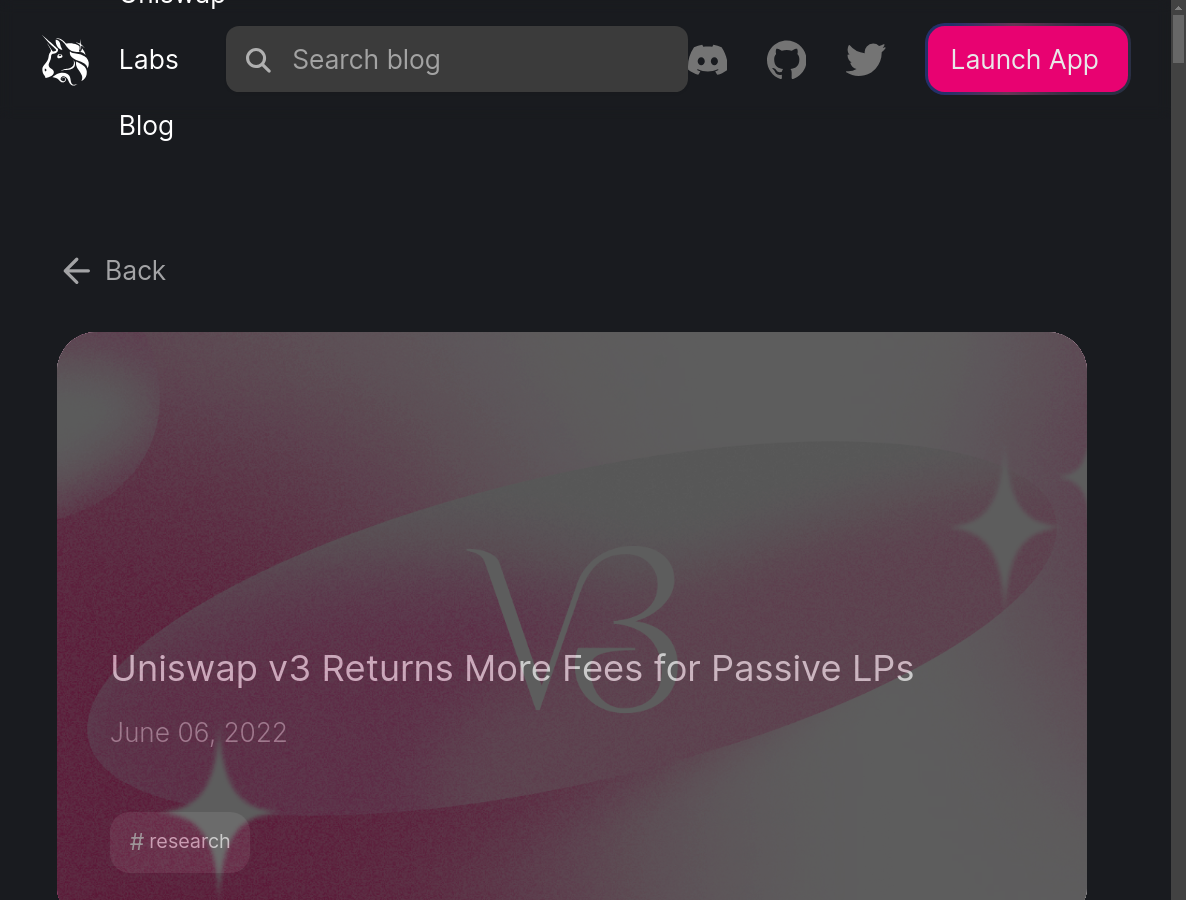 Uniswap
Labs
Blog
Search blog
Launch App
Back
V3
Uniswap v3 Returns More Fees for Passive LPs
June 06, 2022
# research